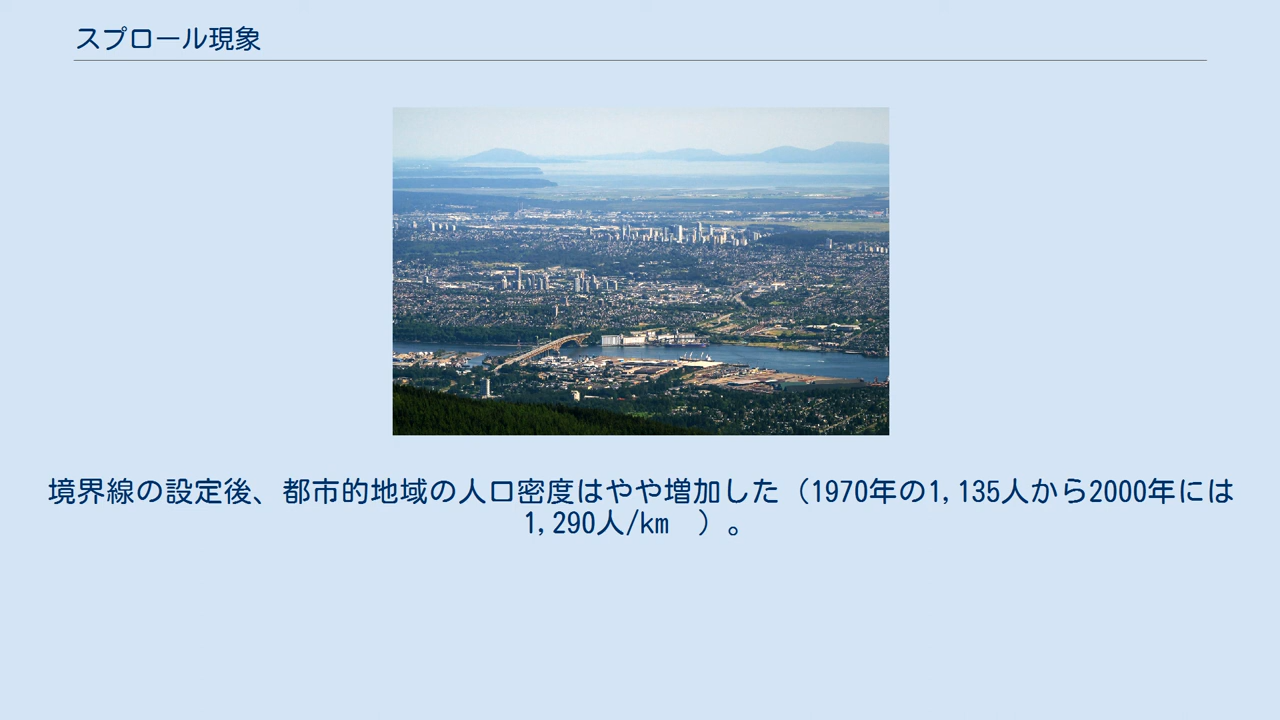 スプロール現象
境界線の設定後、都市的地域の人口密度はやや増加した（1970年の1,135人から2000年には
1,290人/km　）。